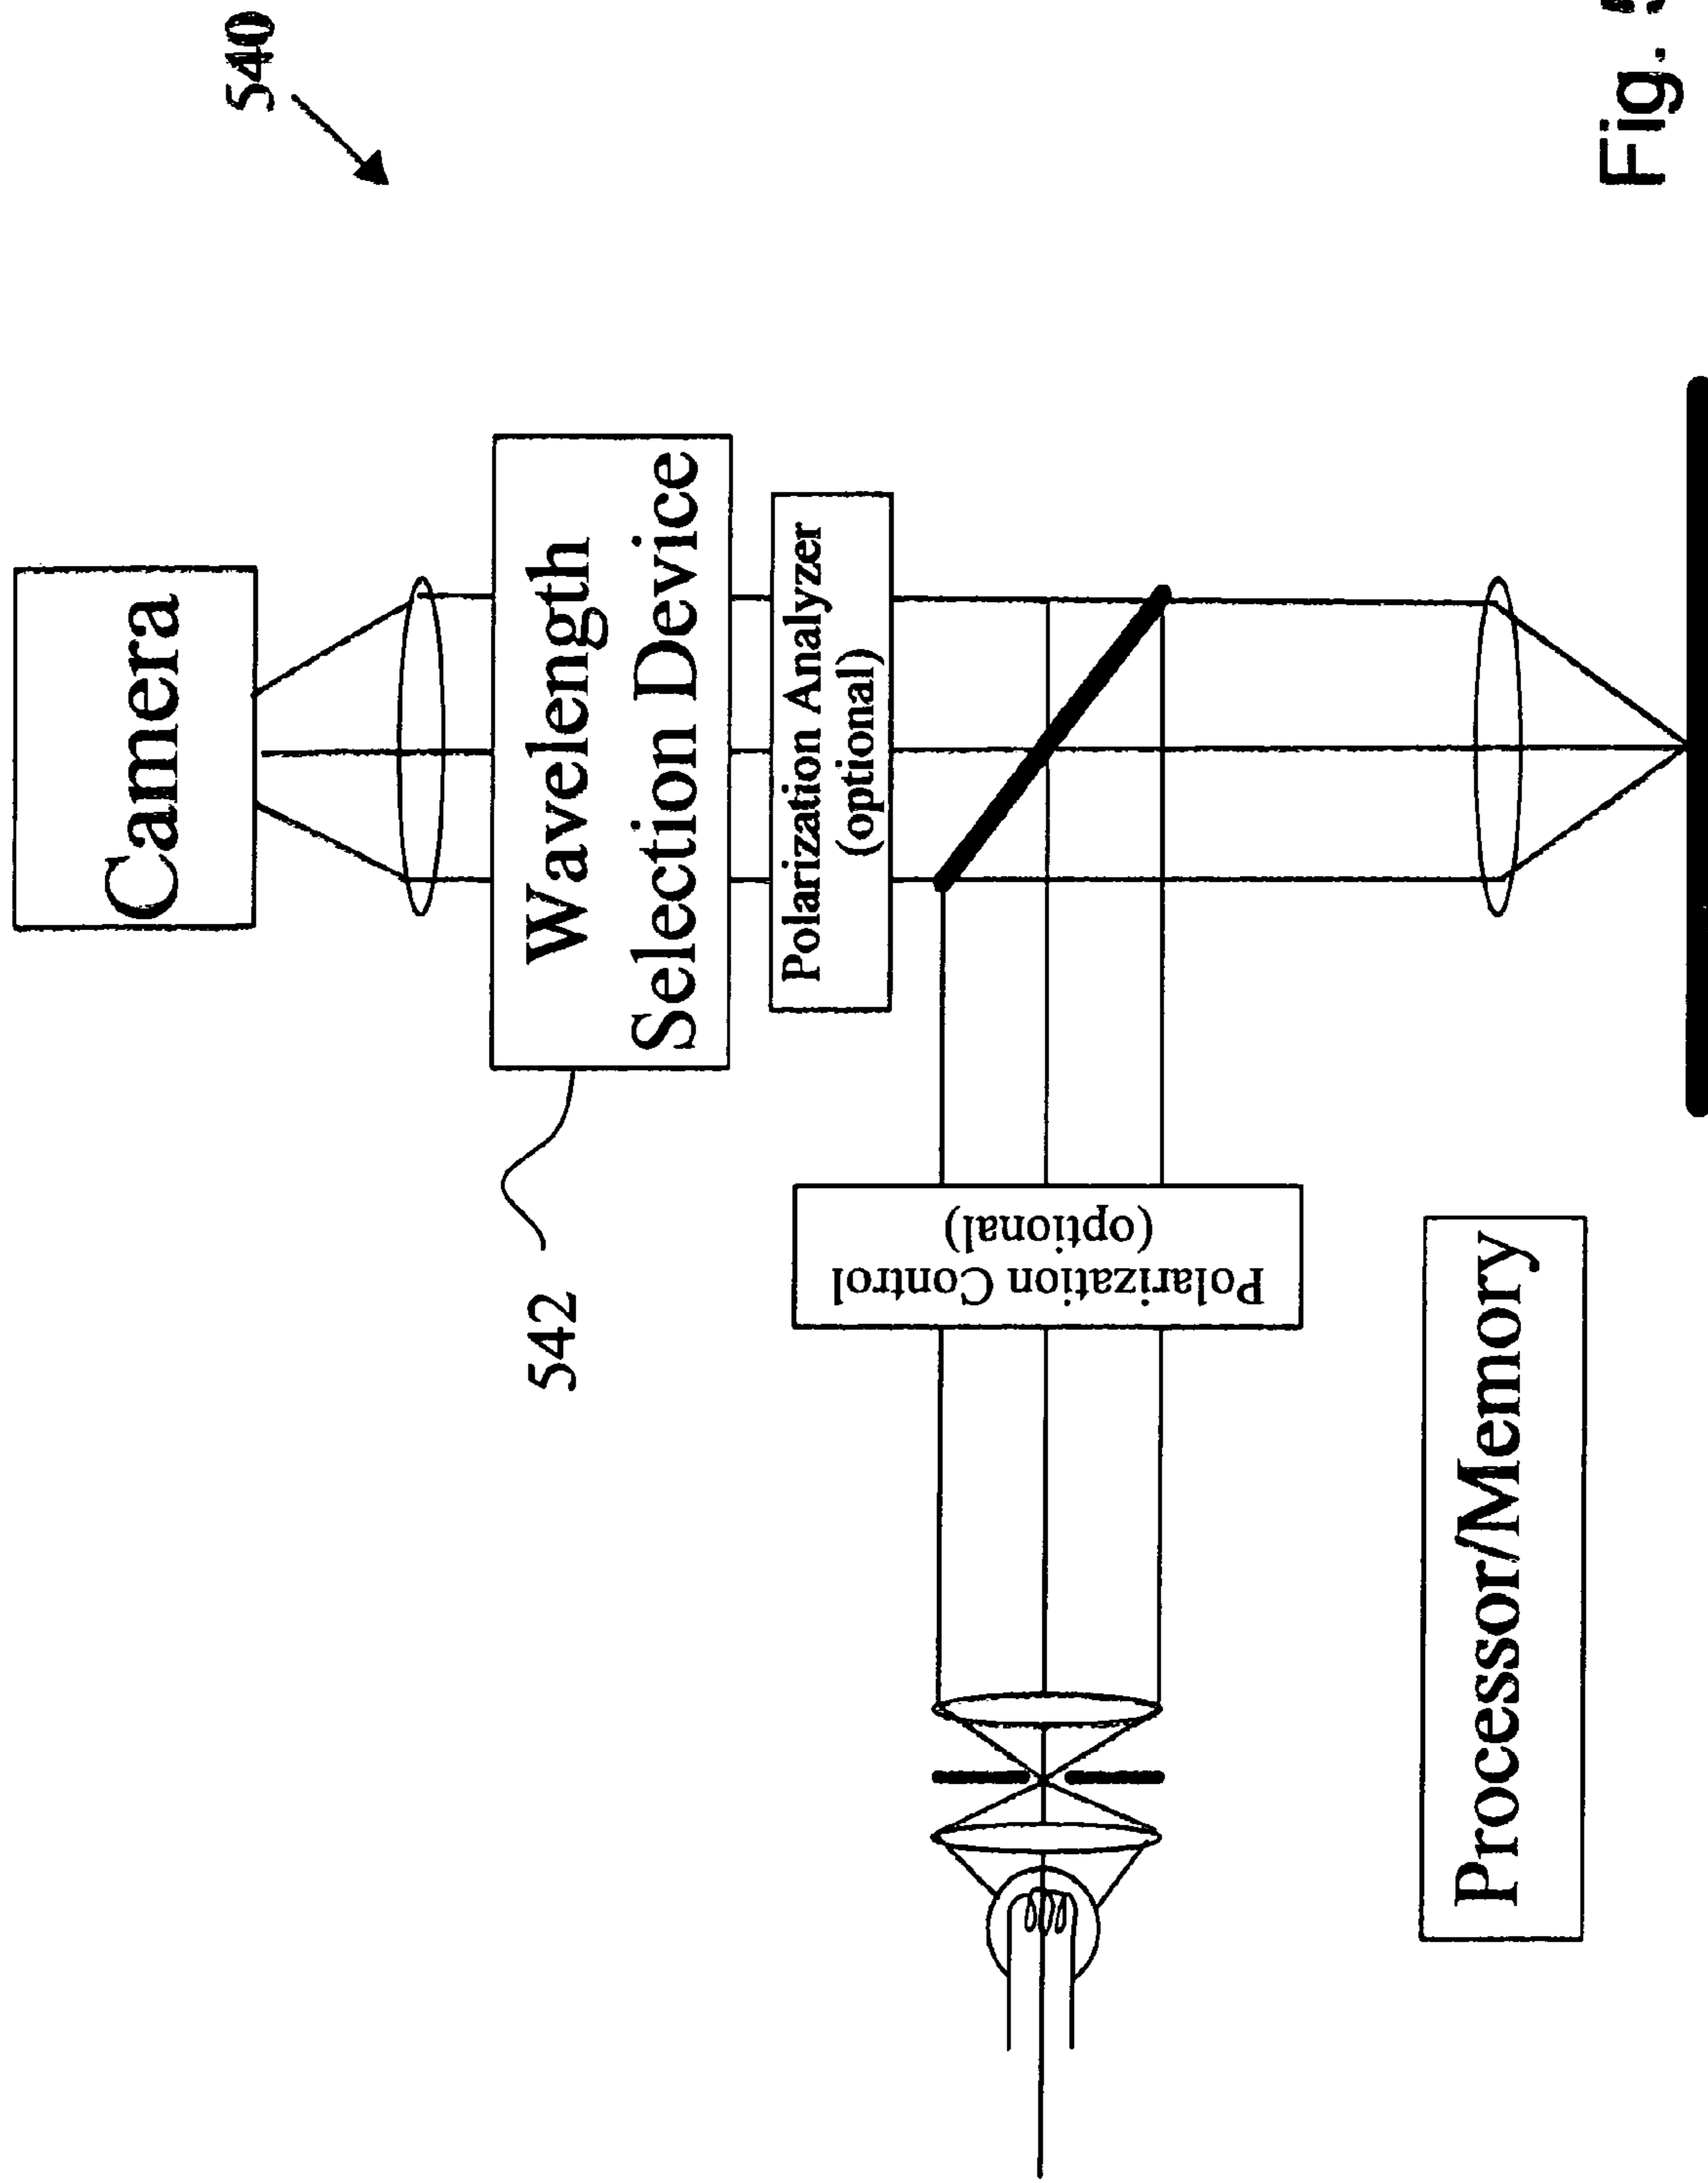 540
Camera
Wavelength
Selection Device
Polarization Analyzer
(optional)
542
Polarization Control
(optional)
Processor/Memory
Fig.